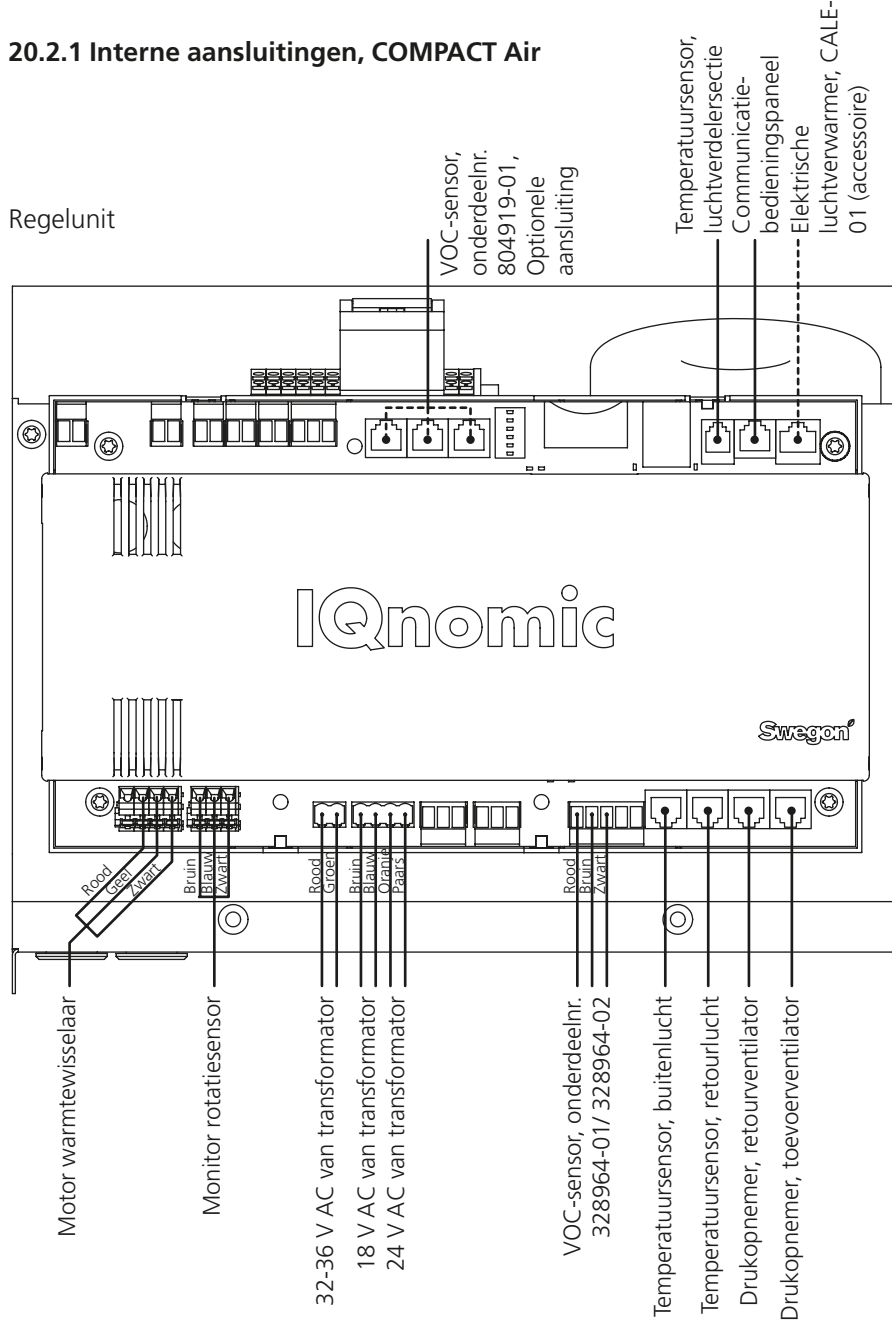 20.2.1 Interne aansluitingen, COMPACT Air
Regelunit
VOC-sensor,
onderdeelnr.
804919-01,
Optionele
aansluiting
Temperatuursensor,
luchtverdelersectie
Communicatie-
bedieningspaneel
Elektrische
luchtverwarmer, CALE-
01 (accessoire)
IQnomic
Swegon
Rood
Geel
Zwart
Bruin
Blauw
Zwart
Rood
Groen
Bruin
Blauw
Oranje
Paars
Rood
Bruin
Zwart
Motor warmtewisselaar
Monitor rotatiesensor
32-36 V AC van transformator
18 V AC van transformator
24 V AC van transformator
VOC-sensor, onderdeelnr.
328964-01/ 328964-02
Temperatuursensor, buitenlucht
Temperatuursensor, retourlucht
Drukopnemer, retourventilator
Drukopnemer, toevoerventilator